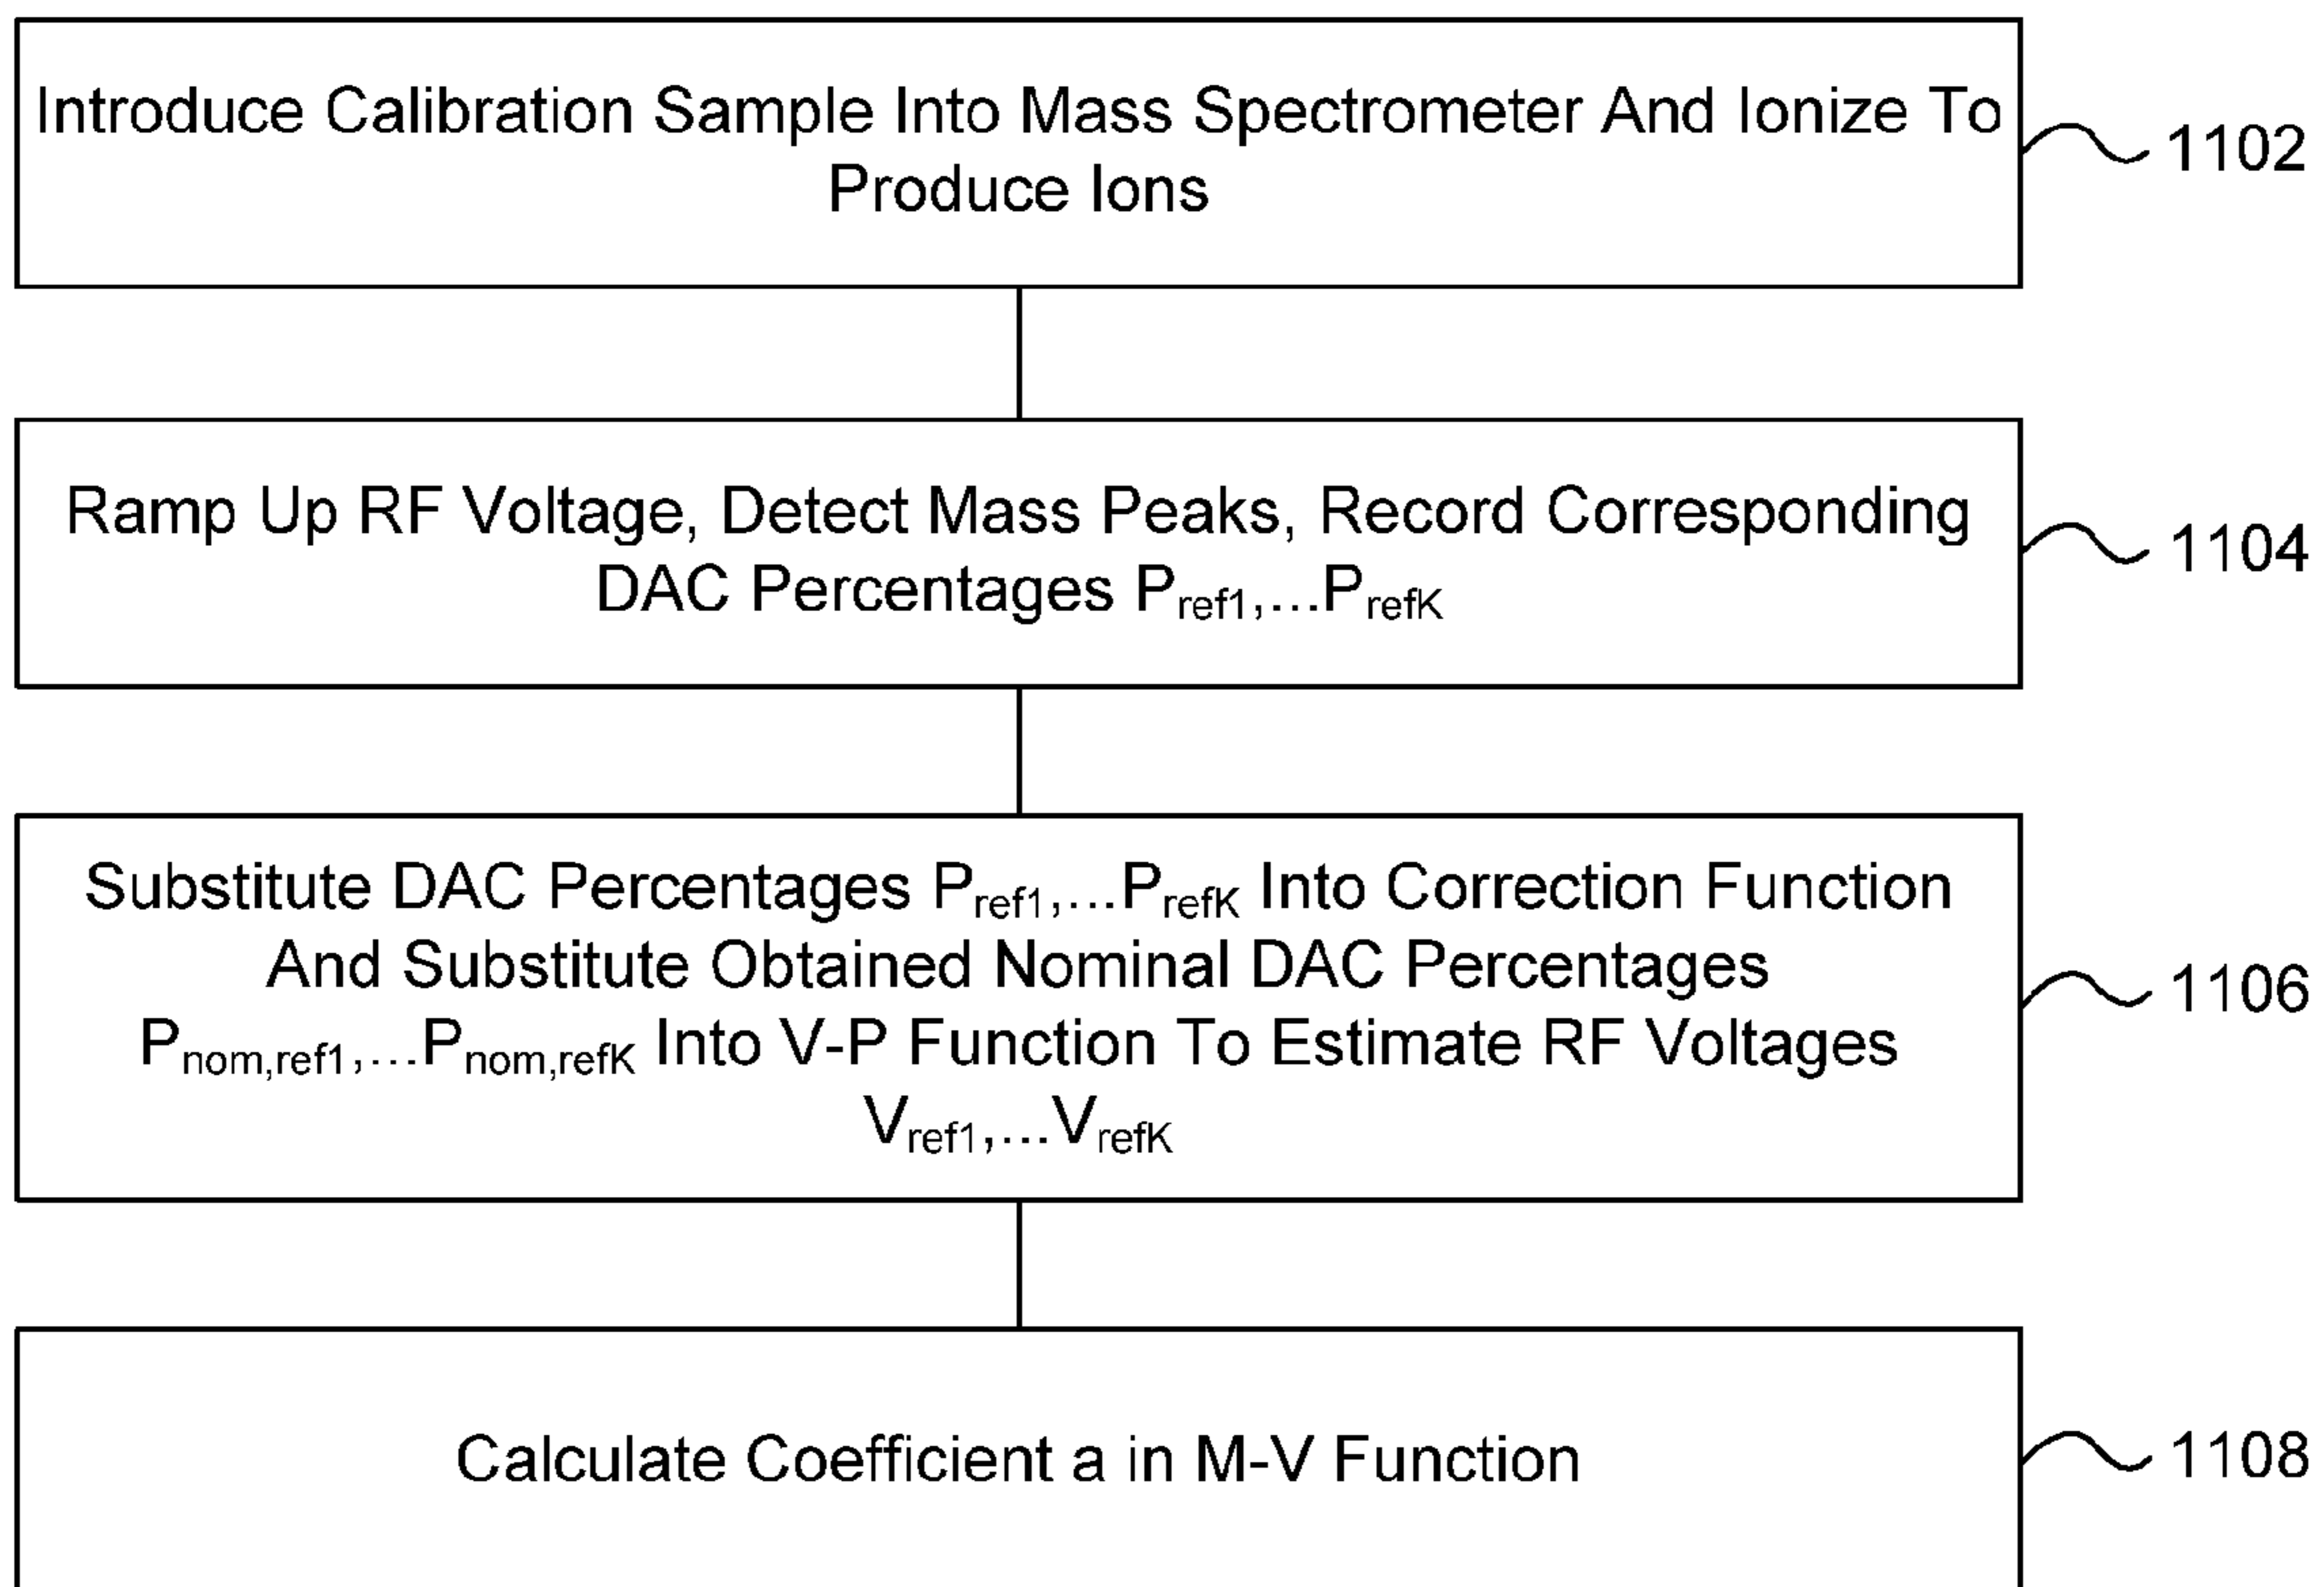 Introduce Calibration Sample Into Mass Spectrometer And Ionize To
Produce Ions
1102
Ramp Up RF Voltage, Detect Mass Peaks, Record Corresponding
DAC Percentages Pref1,...PrefK
1104
Substitute DAC Percentages Pref1,...PrefK Into Correction Function
And Substitute Obtained Nominal DAC Percentages
Pnom,ref1,...Pnom,refK Into V-P Function To Estimate RF Voltages
Vref1,...VrefK
1106
Calculate Coefficient a in M-V Function
1108